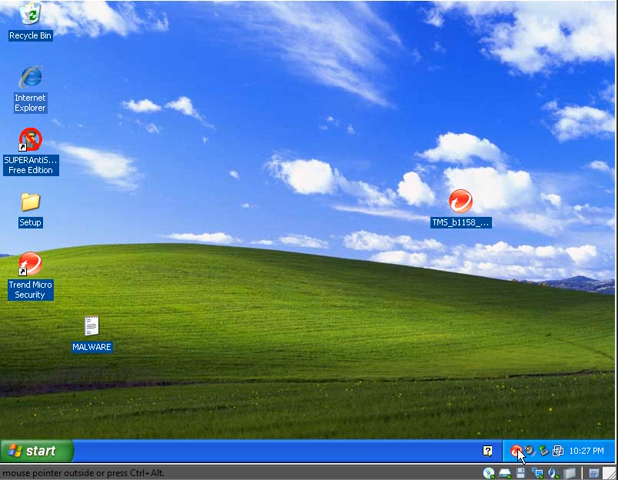 Recycle Bin
Internet
Explorer
SUPERAntiS...
Free Edition
TMS_b1158_...
Setup
Trend Micro
Security
MALWARE
start
10:27 PM
mouse pointer outside or press Ctrl+Alt.